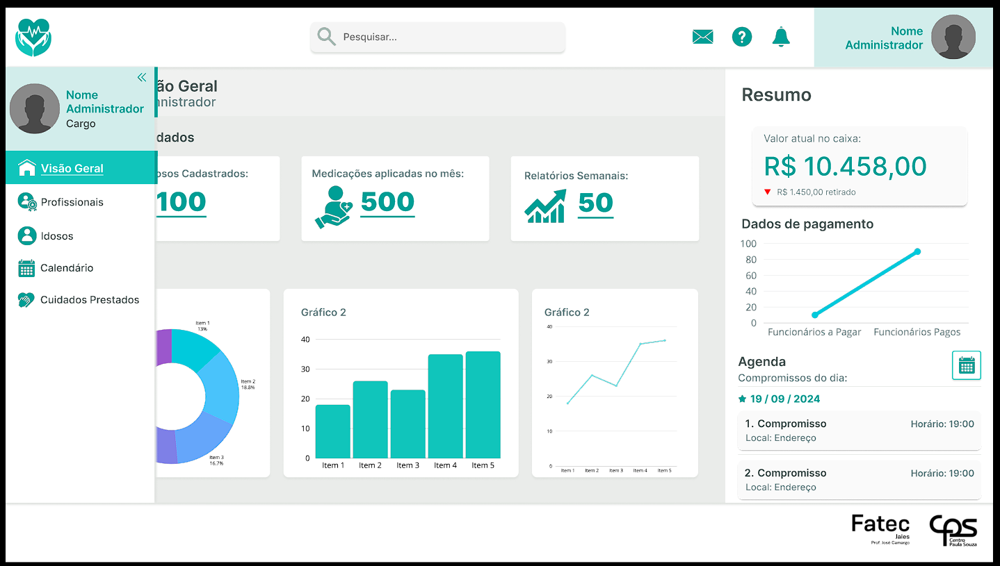 Pesquisar...
Nome
Administrador
Nome
Administrador
Cargo
Visão Geral
Profissionais
Idosos
Calendário
Cuidados Prestados
ão Geral
nistrador
dados
osos Cadastrados:
100
Medicações aplicadas no mês:
500
Relatórios Semanais:
50
Item 1
13%
Item 2
18.8%
Item 3
16.7%
Gráfico 2
40
30
20
10
0
Item 1 Item 2 Item 3 Item 4 Item 5
Gráfico 2
40
30
20
10
0
Item 1 Item 2 Item 3 Item 4 Item 5
Resumo
Valor atual no caixa:
R$ 10.458,00
R$ 1.450,00 retirado
Dados de pagamento
100
80
60
40
20
0
Funcionários a Pagar Funcionários Pagos
Agenda
Compromissos do dia:
19 / 09 / 2024
1. Compromisso Horário: 19:00
Local: Endereço
2. Compromisso Horário: 19:00
Local: Endereço
Fatec
Jales
Prof. José Camargo
cps
Centro
Paula Souza